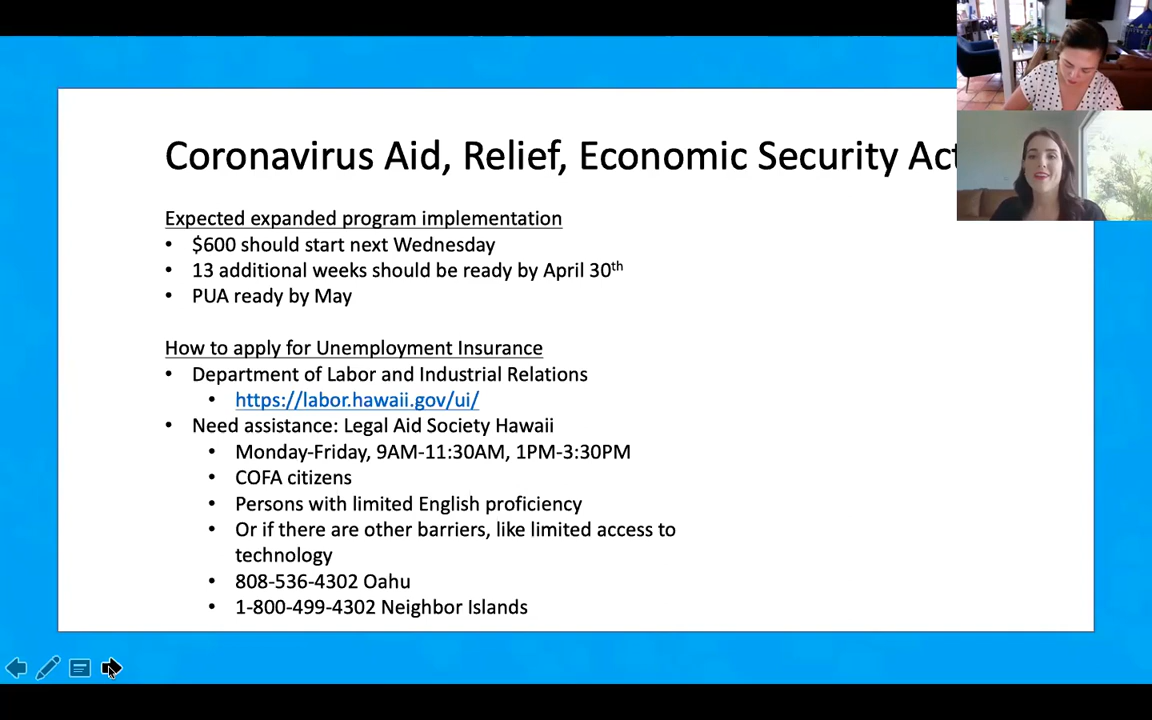 Coronavirus Aid, Relief, Economic Security Act
Expected expanded program implementation
• $600 should start next Wednesday
• 13 additional weeks should be ready by April 30th
• PUA ready by May
How to apply for Unemployment Insurance
• Department of Labor and Industrial Relations
• https://labor.hawaii.gov/ui/
• Need assistance: Legal Aid Society Hawaii
• Monday-Friday, 9AM-11:30AM, 1PM-3:30PM
• COFA citizens
• Persons with limited English proficiency
• Or if there are other barriers, like limited access to
technology
• 808-536-4302 Oahu
• 1-800-499-4302 Neighbor Islands